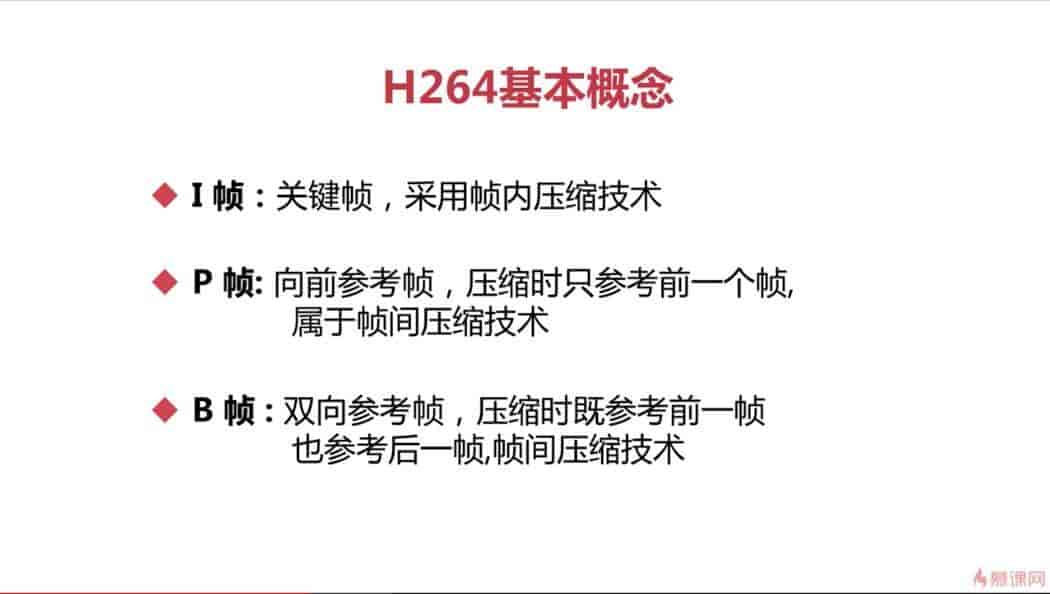 H264基本概念
I 帧：关键帧，采用帧内压缩技术
P 帧: 向前参考帧，压缩时只参考前一个帧,
属于帧间压缩技术
B 帧：双向参考帧，压缩时既参考前一帧
也参考后一帧,帧间压缩技术
慕课网